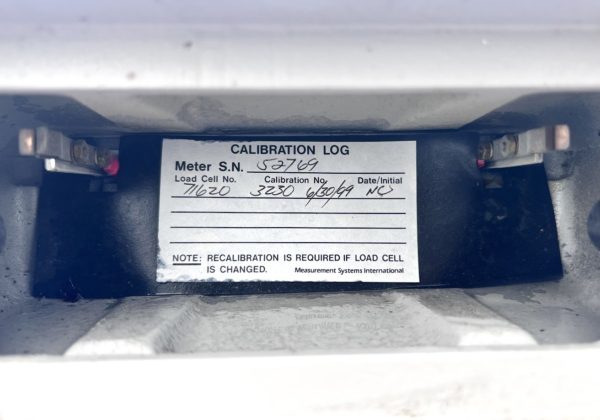 CALIBRATION LOG
Meter S.N. 52769
Load Cell No. Calibration No. Date/Initial
71620 3230 6/30/99 NC
NOTE: RECALIBRATION IS REQUIRED IF LOAD CELL
IS CHANGED. Measurement Systems International